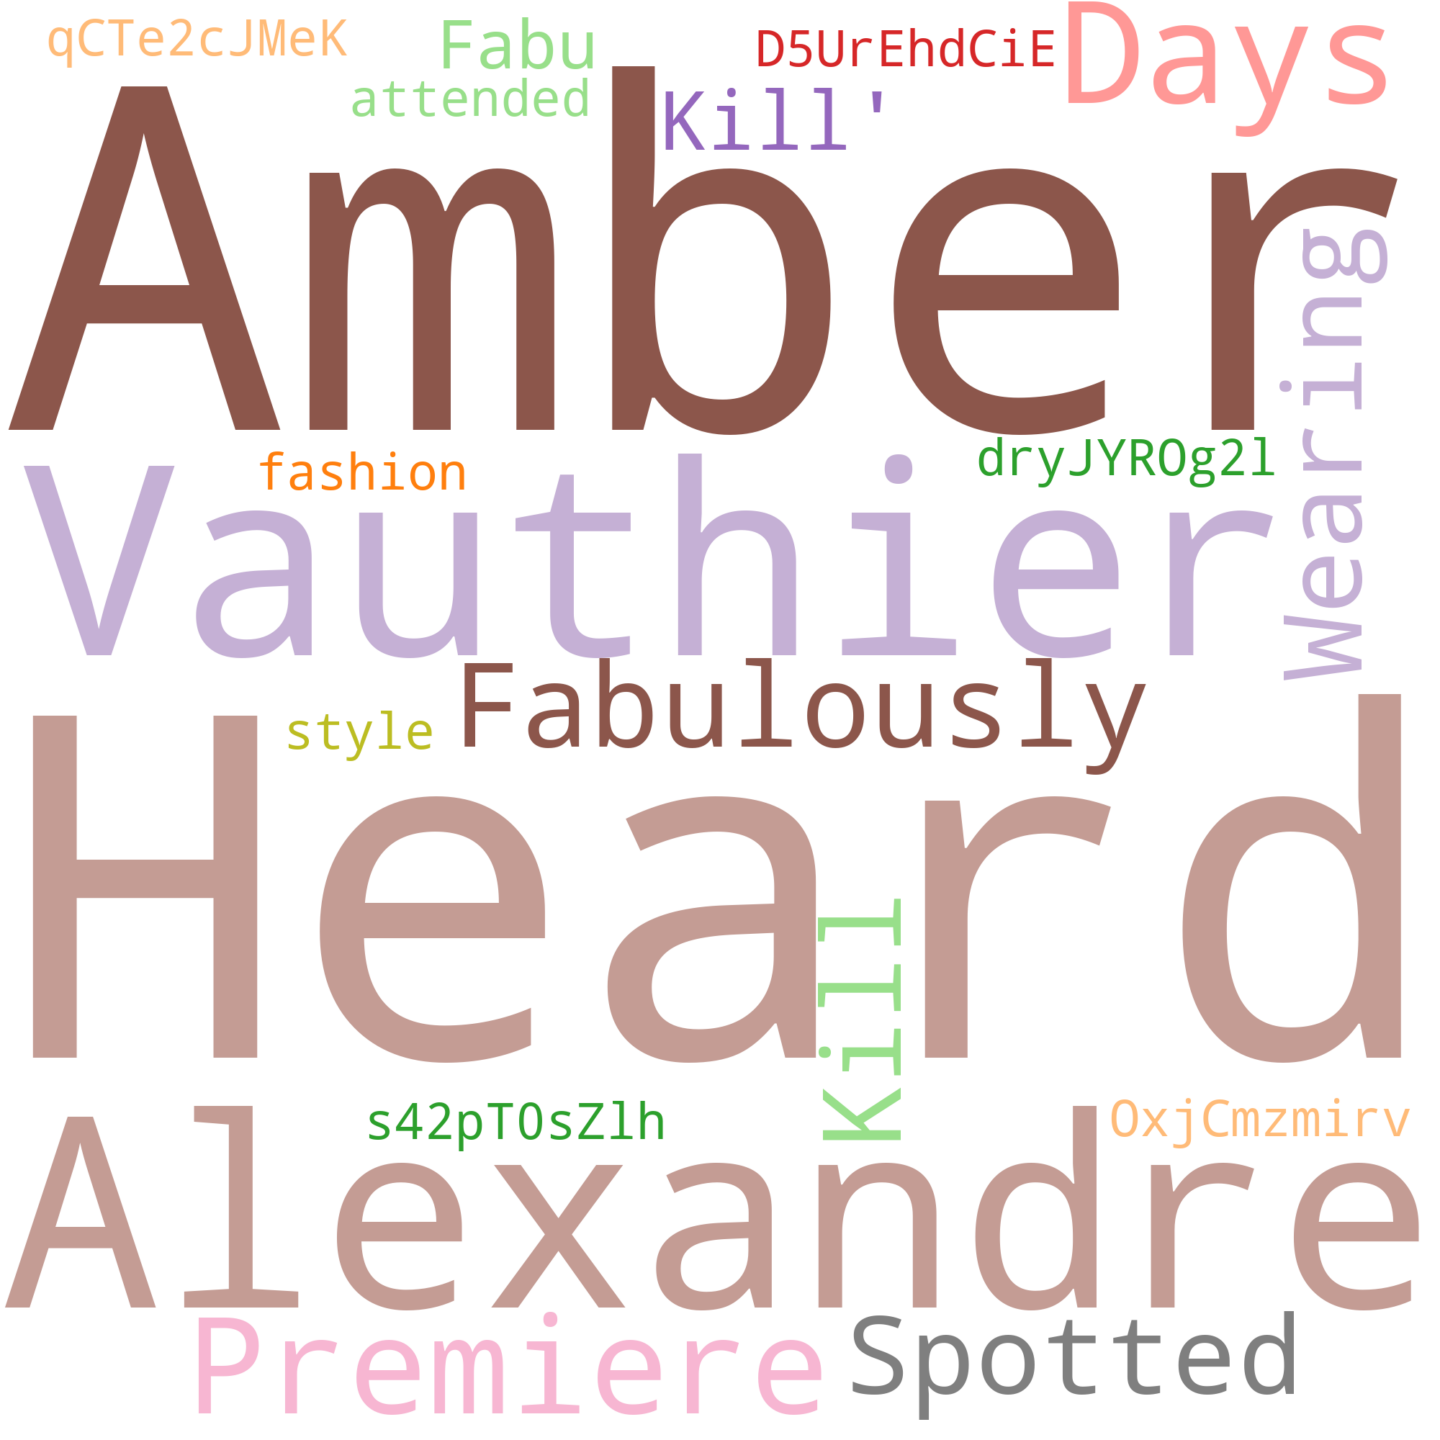 qCTe2cJMeK
Fabu
D5UrEhdCiE
Days
attended
Kill'
Amber
Wearing
fashion
dryJYROg2l
Vauthier
Fabulously
style
Heard
Kill
s42pT0sZlh
OxjCmzmirv
Alexandre
Premiere
Spotted